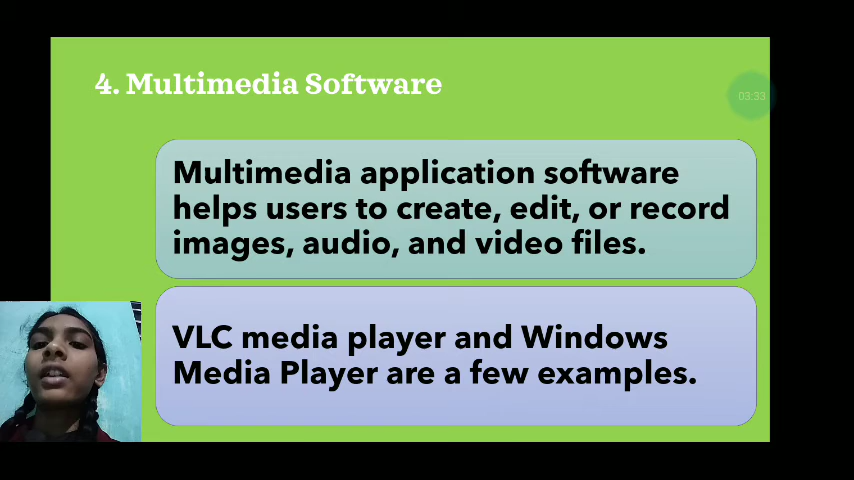 4. Multimedia Software
03:33
Multimedia application software
helps users to create, edit, or record
images, audio, and video files.
VLC media player and Windows
Media Player are a few examples.